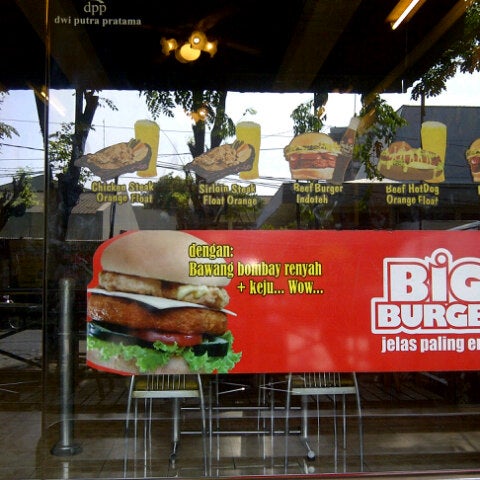 dpp
dwi putra pratama
Chicken Steak
Orange Float
Sirloin Steak
Float Orange
Beef Burger
Indoteh
Beef HotDog
Orange Float
dengan:
Bawang bombay renyah
+ keju... Wow...
BiG
BURGE
jelas paling e